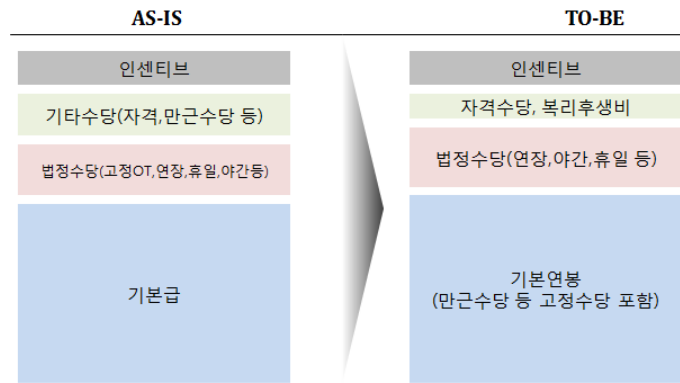 AS-IS
TO-BE
인센티브
기타수당(자격,만근수당 등)
법정수당(고정OT,연장,휴일,야간등)
기본급
인센티브
자격수당, 복리후생비
법정수당(연장,야간,휴일 등)
기본연봉
(만근수당 등 고정수당 포함)